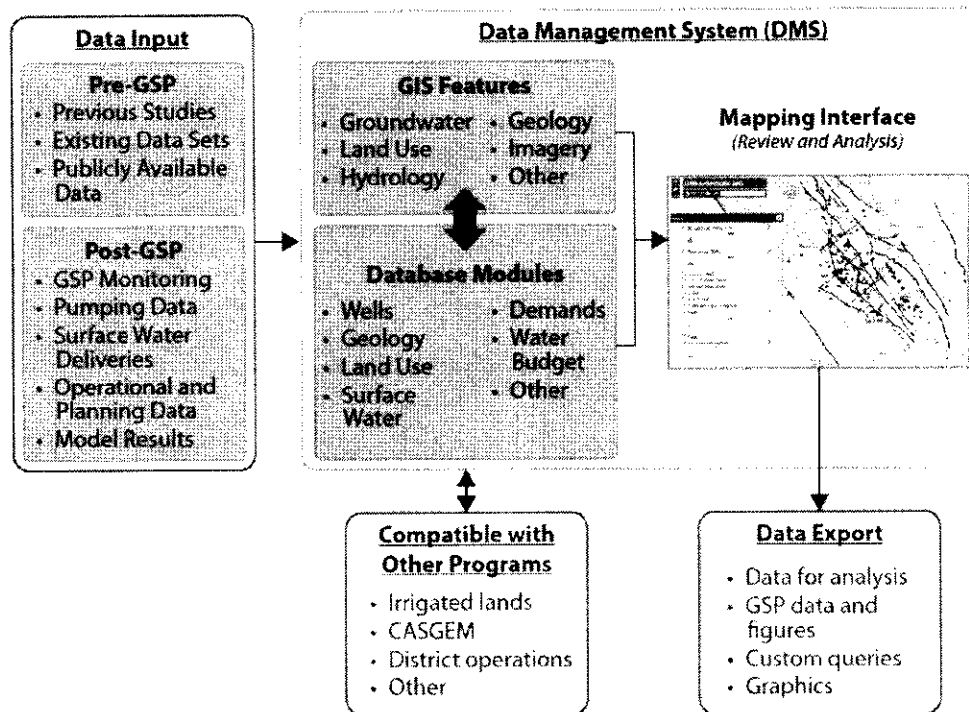 Data Input
Pre-GSP
• Previous Studies
• Existing Data Sets
• Publicly Available
Data
Post-GSP
• GSP Monitoring
• Pumping Data
• Surface Water
Deliveries
• Operational and
Planning Data
• Model Results
Data Management System (DMS)
GIS Features
• Groundwater
• Land Use
• Hydrology
• Geology
• Imagery
• Other
Database Modules
• Wells
• Geology
• Land Use
• Surface
Water
• Demands
• Water
Budget
• Other
Mapping Interface
(Review and Analysis)
Compatible with
Other Programs
• Irrigated lands
• CASGEM
• District operations
• Other
Data Export
• Data for analysis
• GSP data and
figures
• Custom queries
• Graphics